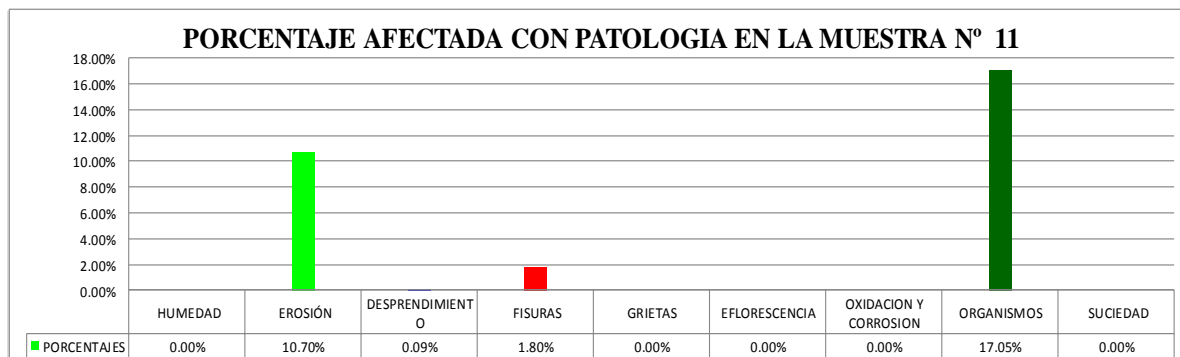 PORCENTAJE AFECTADA CON PATOLOGIA EN LA MUESTRA Nº 11
18.00%
16.00%
14.00%
12.00%
10.00%
8.00%
6.00%
4.00%
2.00%
0.00%
HUMEDAD EROSIÓN DESPRENDIMIENT FISURAS GRIETAS EFLORESCENCIA OXIDACION Y ORGANISMOS SUCIEDAD
O CORROSION
PORCENTAJES 0.00% 10.70% 0.09% 1.80% 0.00% 0.00% 0.00% 17.05% 0.00%